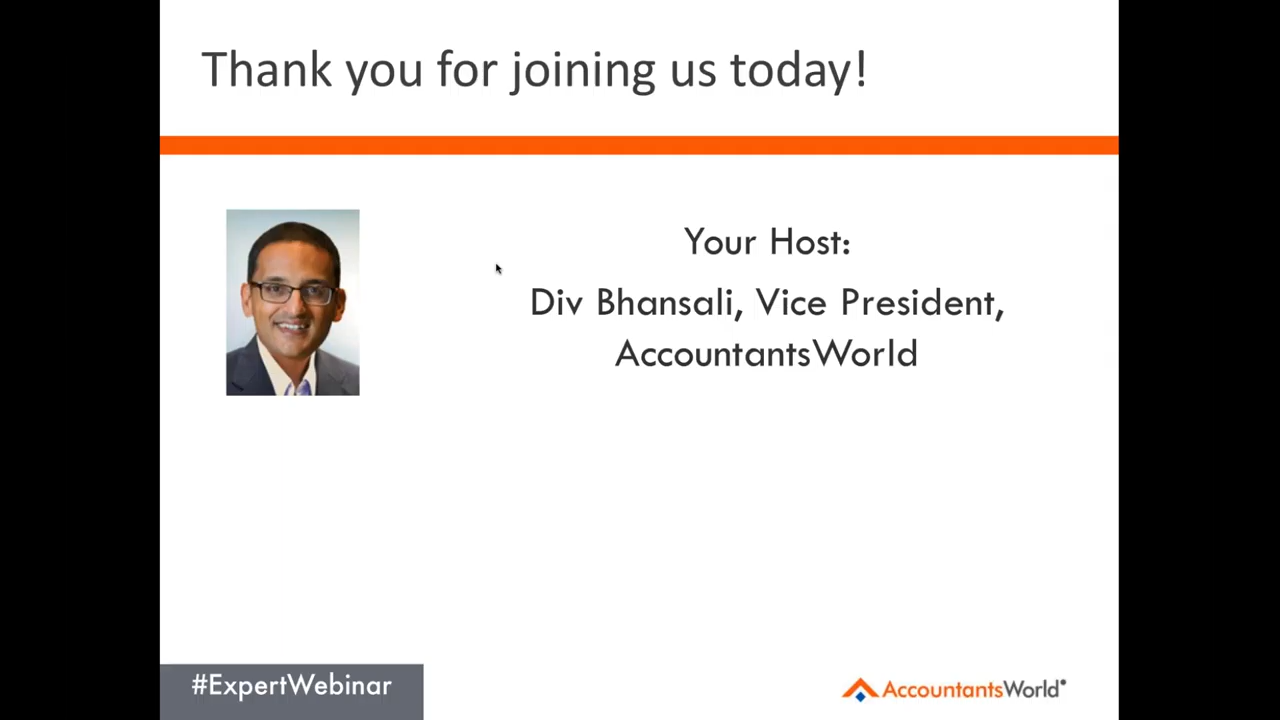 Thank you for joining us today!
Your Host:
Div Bhansali, Vice President,
AccountantsWorld
#ExpertWebinar
AccountantsWorld